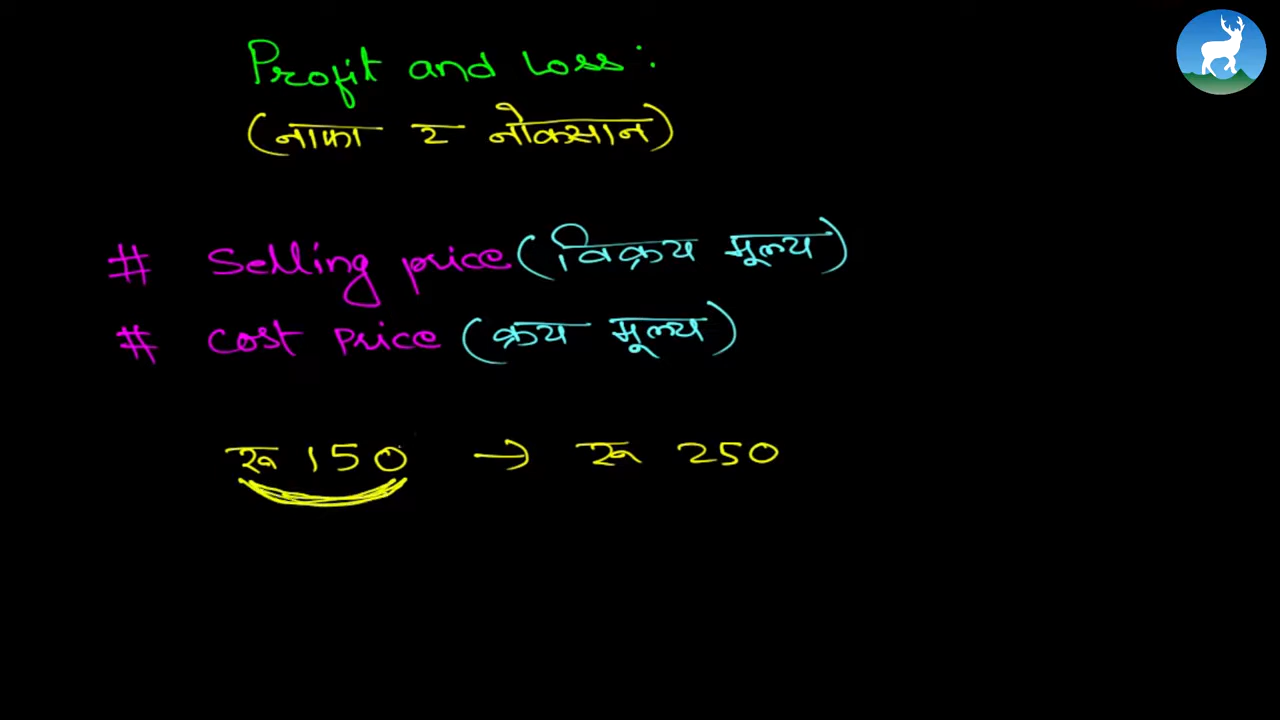 Profit and Loss:
(नाफा र नोक्सान)
# Selling price (विक्रय मूल्य)
# cost price (क्रय मूल्य)
रू 150 → रू 250